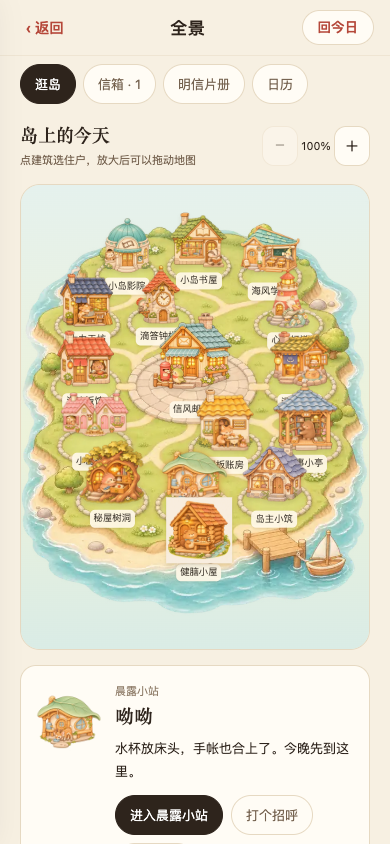 ‹ 返回
全景
回今日
逛岛
信箱 · 1
明信片册
日历
岛上的今天
点建筑选住户，放大后可以拖动地图
− 100% +
小岛影院
小岛书屋
海风学
滴答钟
信风邮
账房
小亭
秘屋树洞
岛主小筑
健脑小屋
晨露小站
呦呦
水杯放床头，手帐也合上了。今晚先到这
里。
进入晨露小站
打个招呼